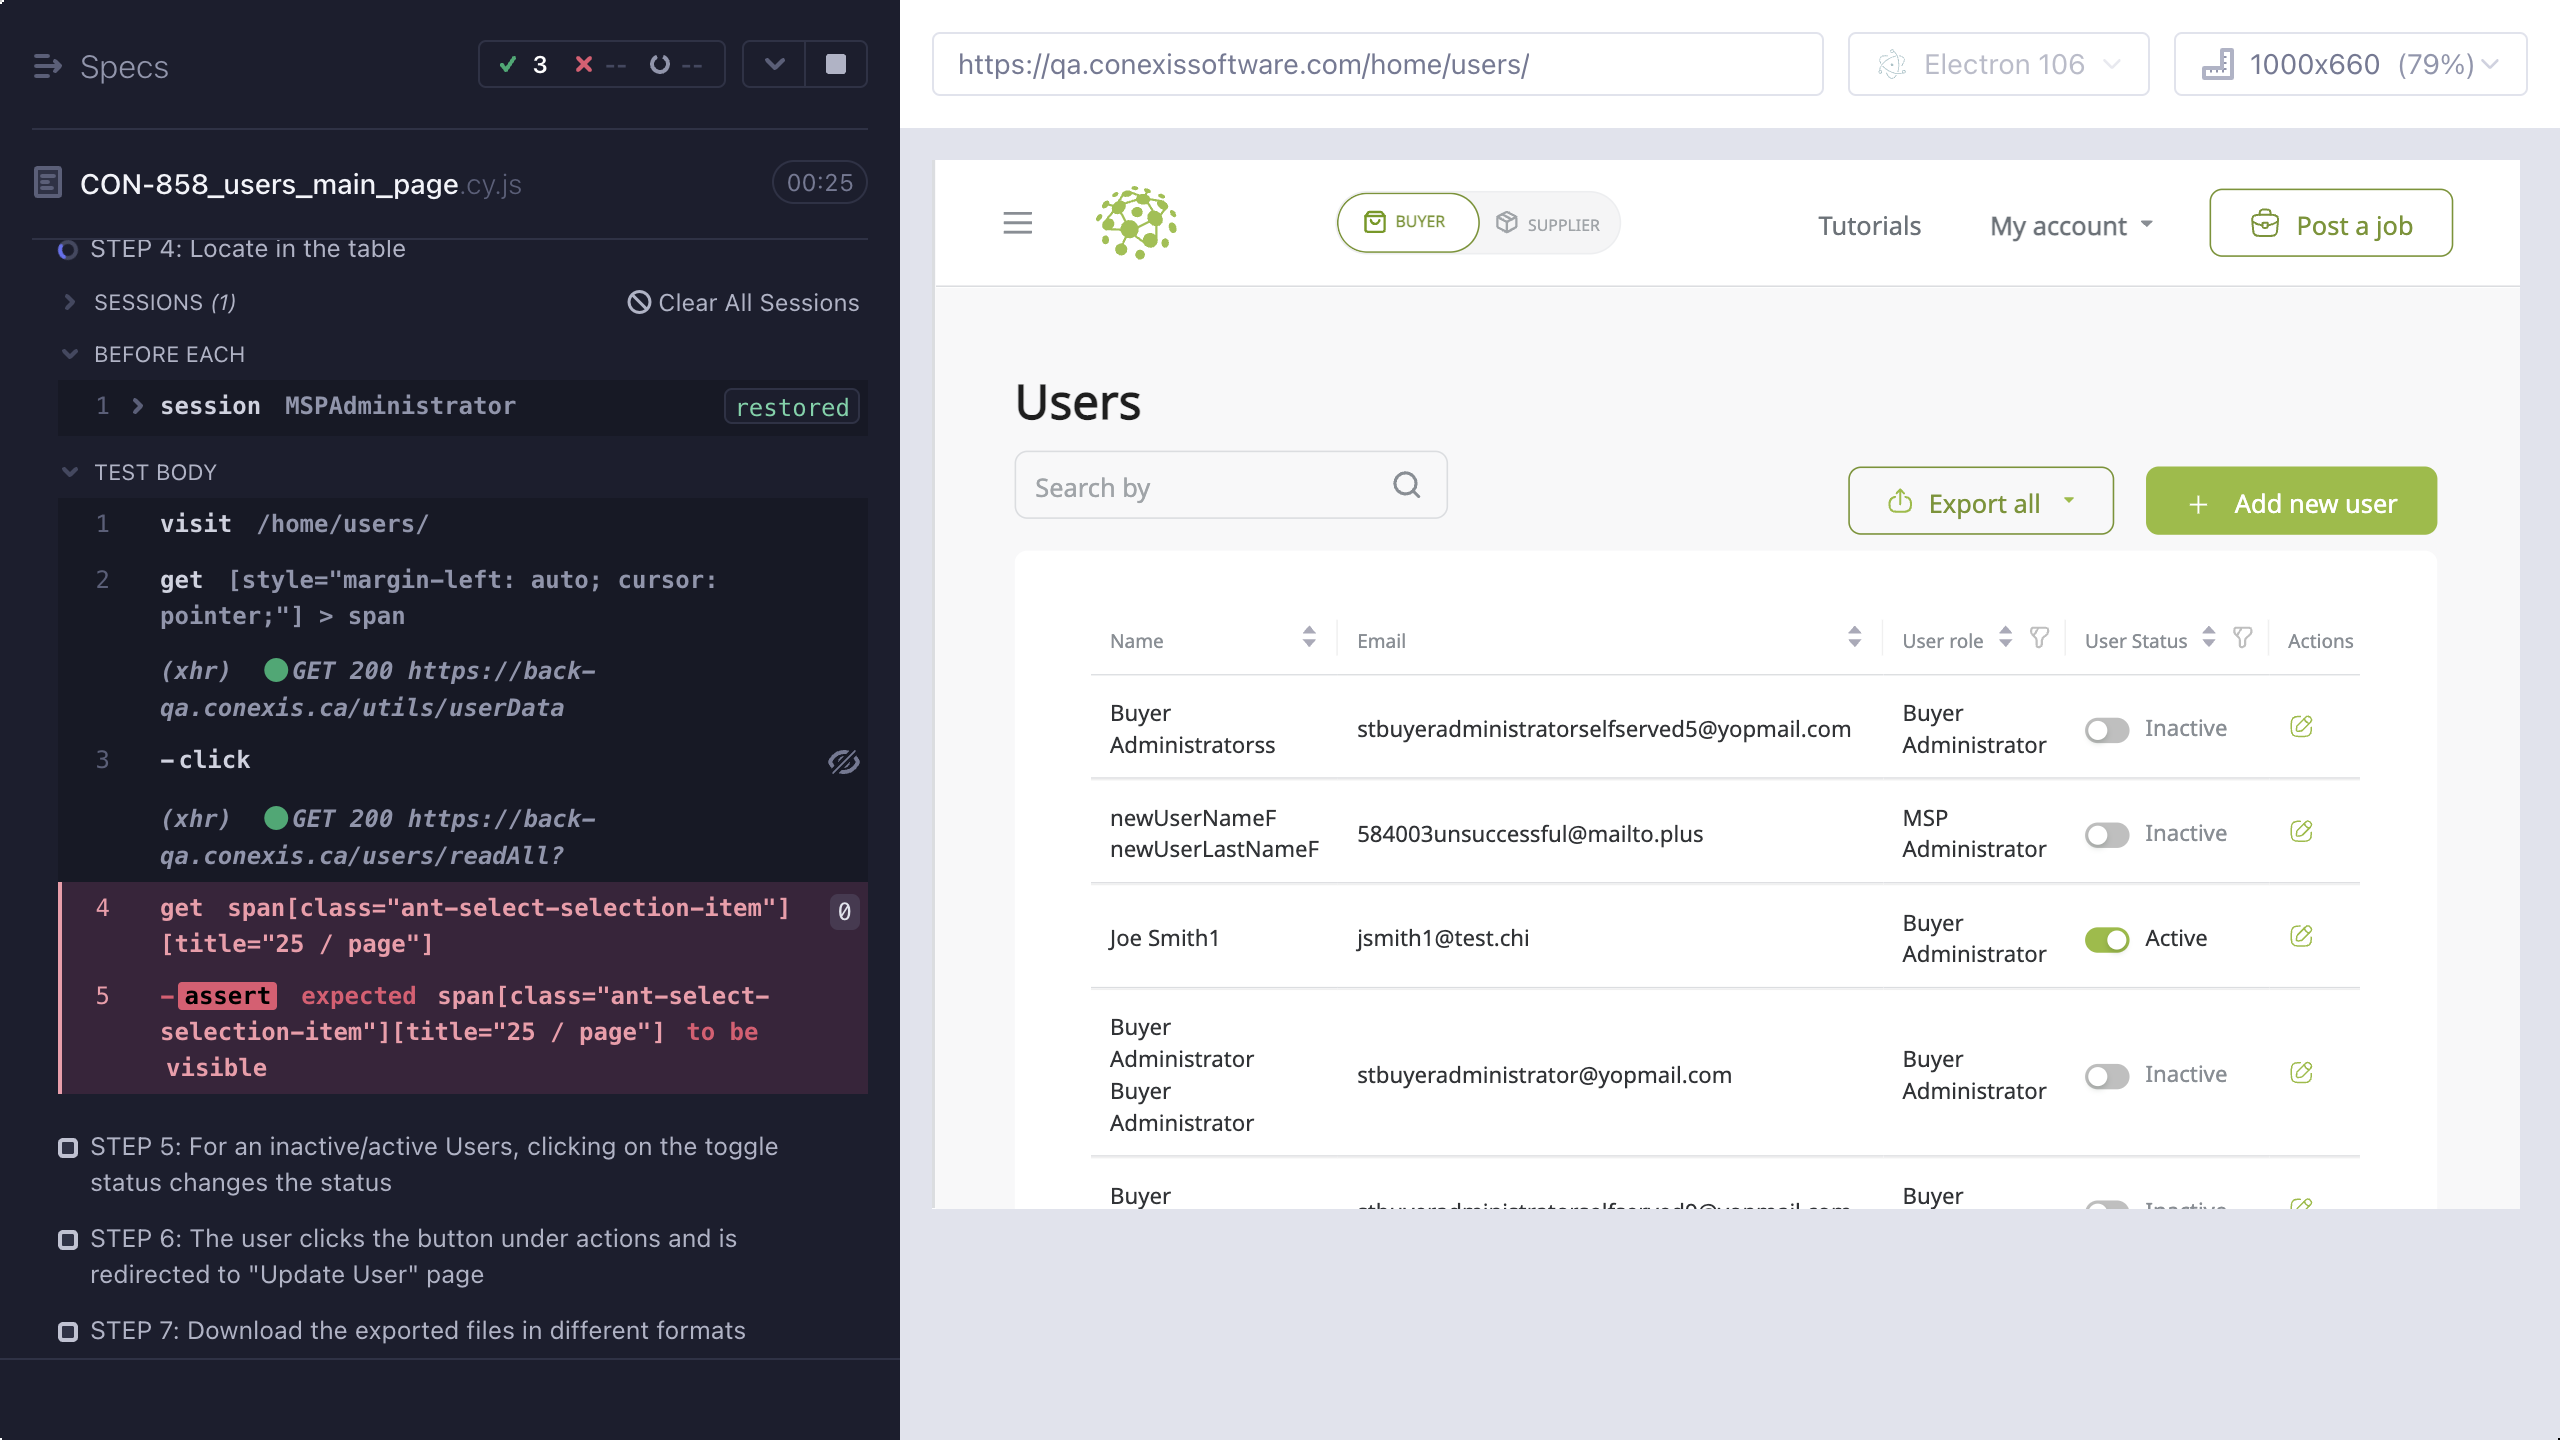 Specs
3
--
--
CON-858_users_main_page.cy.js
00:25
STEP 4: Locate in the table
SESSIONS (1)
Clear All Sessions
BEFORE EACH
1 session MSPAdministrator restored
TEST BODY
1 visit /home/users/
2 get [style="margin-left: auto; cursor:
pointer;"] > span
(xhr) GET 200 https://back-
qa.conexis.ca/utils/userData
3 -click
(xhr) GET 200 https://back-
qa.conexis.ca/users/readAll?
4 get span[class="ant-select-selection-item"] 0
[title="25 / page"]
5 -assert expected span[class="ant-select-
selection-item"][title="25 / page"] to be
visible
STEP 5: For an inactive/active Users, clicking on the toggle
status changes the status
STEP 6: The user clicks the button under actions and is
redirected to "Update User" page
STEP 7: Download the exported files in different formats
https://qa.conexissoftware.com/home/users/
Electron 106
1000x660 (79%)
BUYER
SUPPLIER
Tutorials
My account
Post a job
Users
Search by
Export all
+ Add new user
Name
Email
User role
User Status
Actions
Buyer
Administratorss
stbuyeradministratorselfserved5@yopmail.com
Buyer
Administrator
Inactive
newUserNameF
newUserLastNameF
584003unsuccessful@mailto.plus
MSP
Administrator
Inactive
Joe Smith1
jsmith1@test.chi
Buyer
Administrator
Active
Buyer
Administrator
Buyer
Administrator
stbuyeradministrator@yopmail.com
Buyer
Administrator
Inactive
Buyer
stbuyeradministratorselfserved9@yopmail.com
Buyer
Inactive